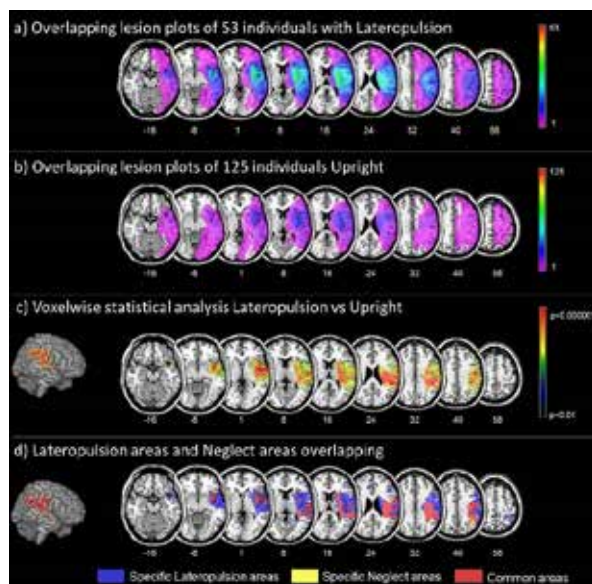 a) Overlapping lesion plots of 53 individuals with Lateropulsion
-16 -8 1 8 16 24 32 40 56
b) Overlapping lesion plots of 125 individuals Upright
125
1
-16 -8 1 8 16 24 32 40 56
c) Voxelwise statistical analysis Lateropulsion vs Upright
p<0.01
-16 -8 1 8 16 24 32 40 56
d) Lateropulsion areas and Neglect areas overlapping
-16 -8 1 8 16 24 32 40 56
Specific Lateropulsion areas Specific Neglect areas Common areas